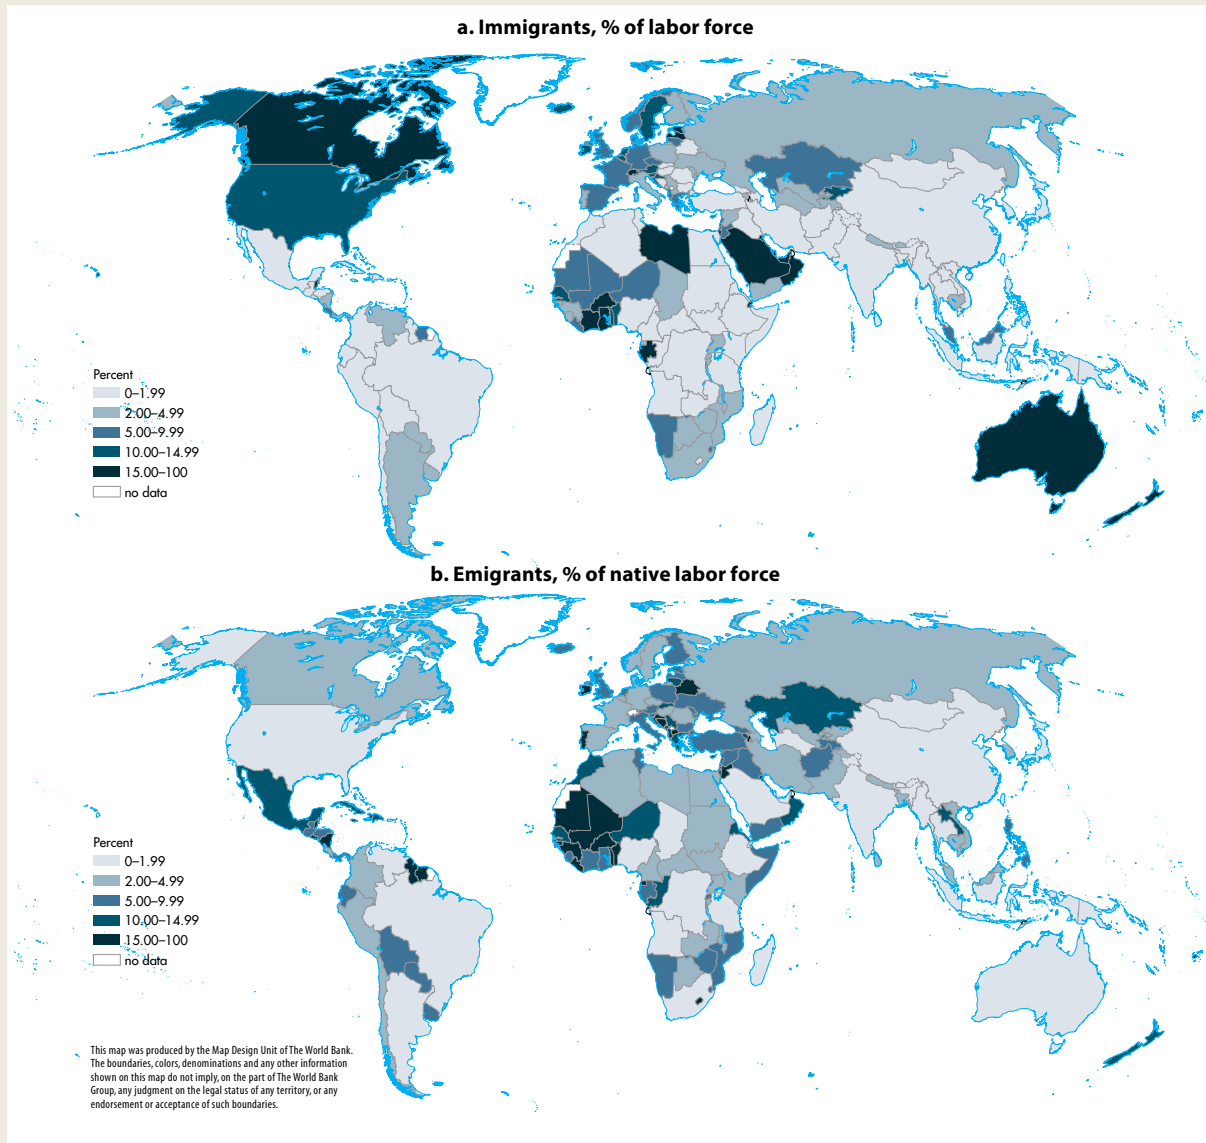 a. Immigrants, % of labor force
Percent
0–1.99
2.00–4.99
5.00–9.99
10.00–14.99
15.00–100
no data
b. Emigrants, % of native labor force
Percent
0–1.99
2.00–4.99
5.00–9.99
10.00–14.99
15.00–100
no data
This map was produced by the Map Design Unit of The World Bank.
The boundaries, colors, denominations and any other information
shown on this map do not imply, on the part of The World Bank
Group, any judgment on the legal status of any territory, or any
endorsement or acceptance of such boundaries.